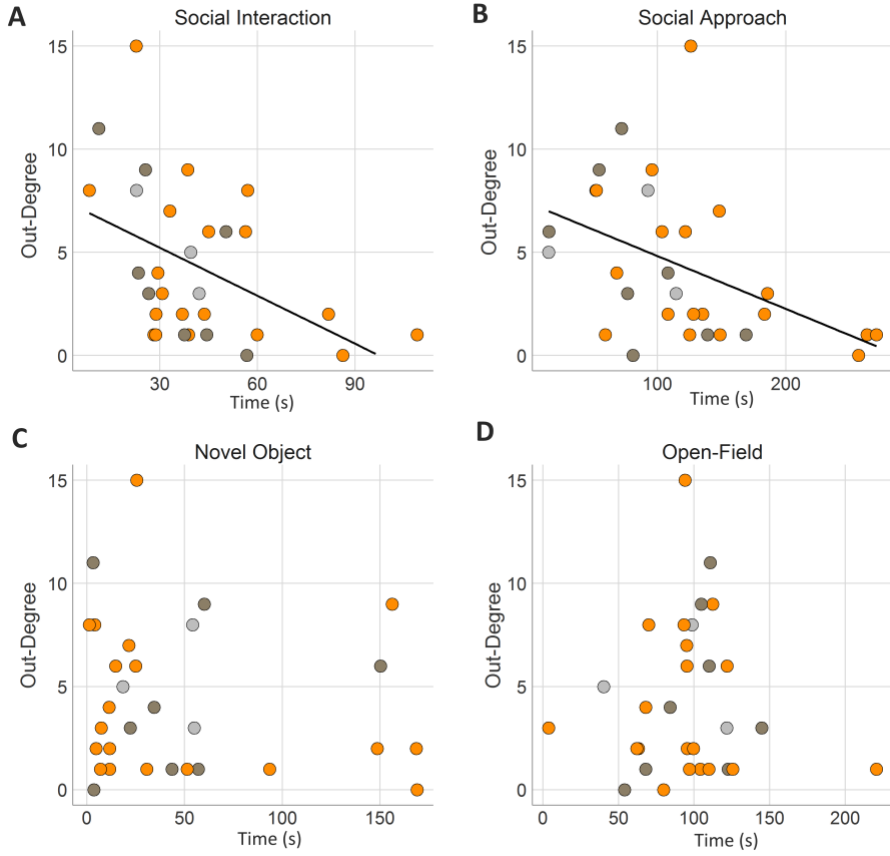 A
Social Interaction
Out-Degree
15
10
5
0
30
60
90
Time (s)
B
Social Approach
Out-Degree
15
10
5
0
100
200
Time (s)
C
Novel Object
Out-Degree
15
10
5
0
0
50
100
150
Time (s)
D
Open-Field
Out-Degree
15
10
5
0
0
50
100
150
200
Time (s)